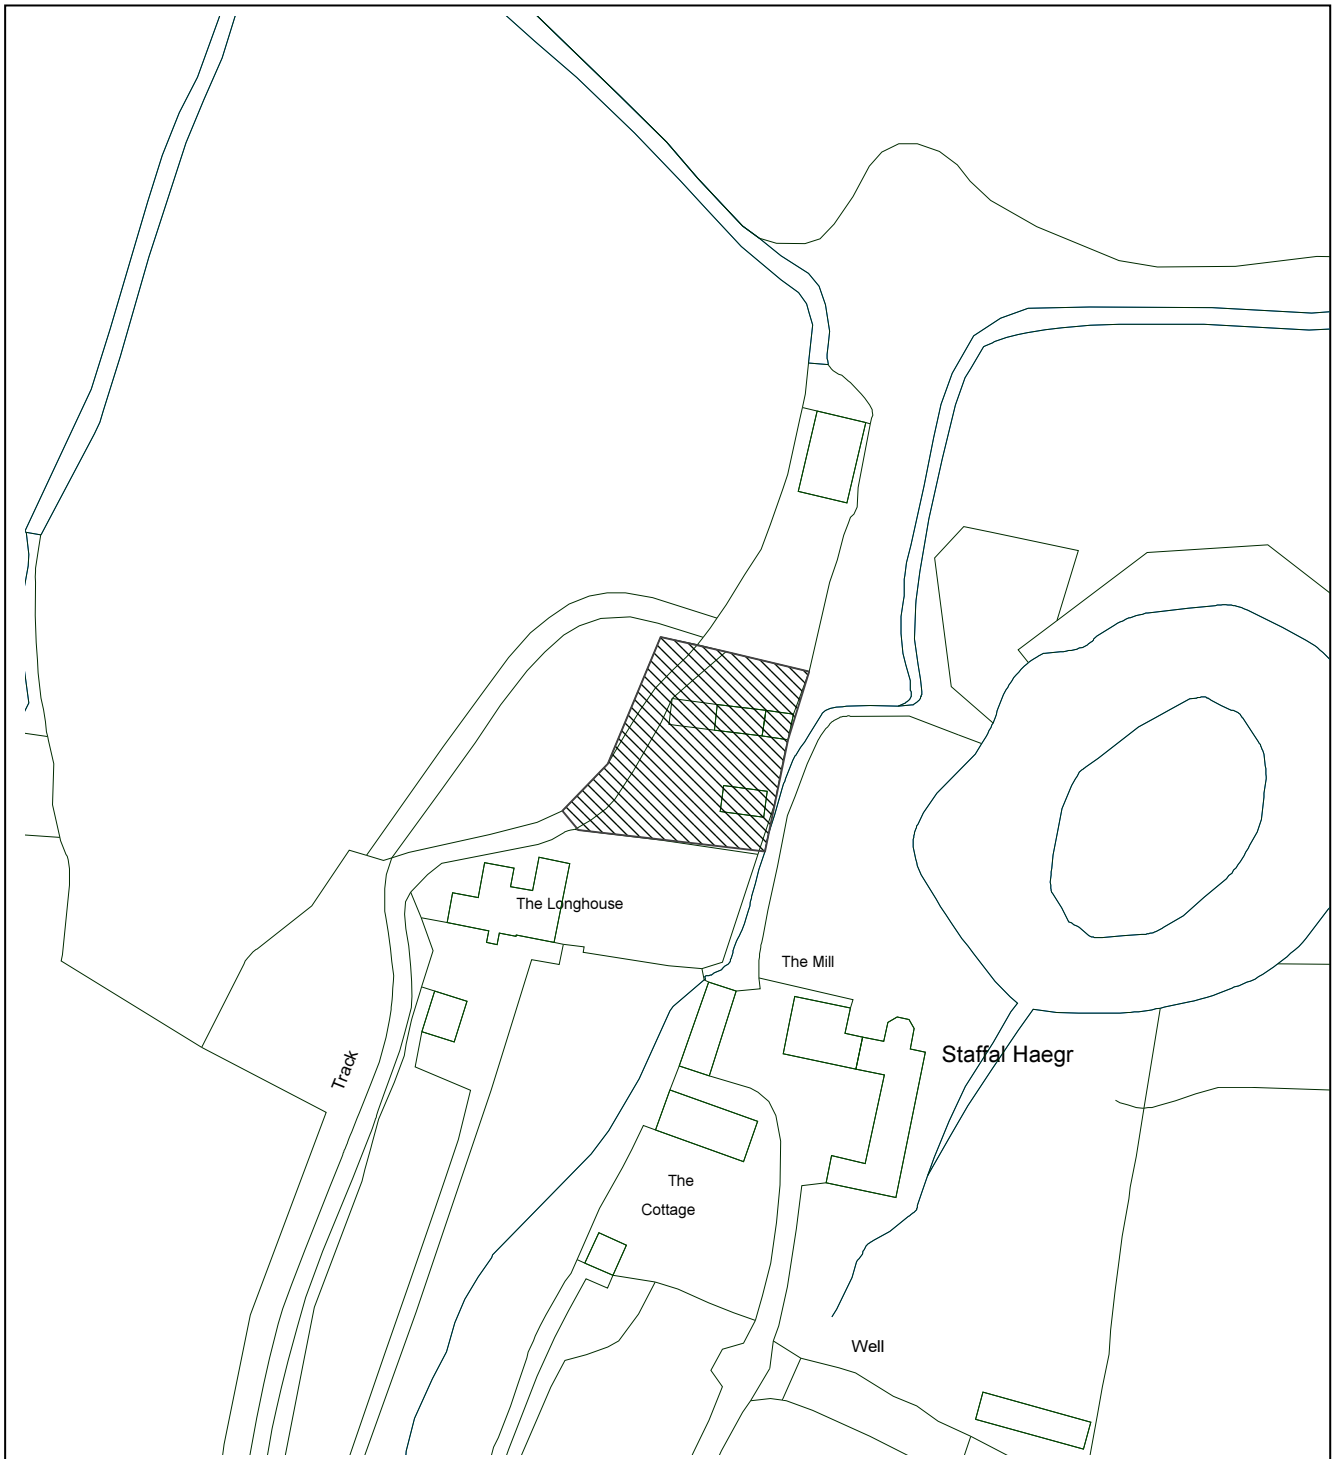 The Longhouse
The Mill
Staffal Haegr
Track
The
Cottage
Well